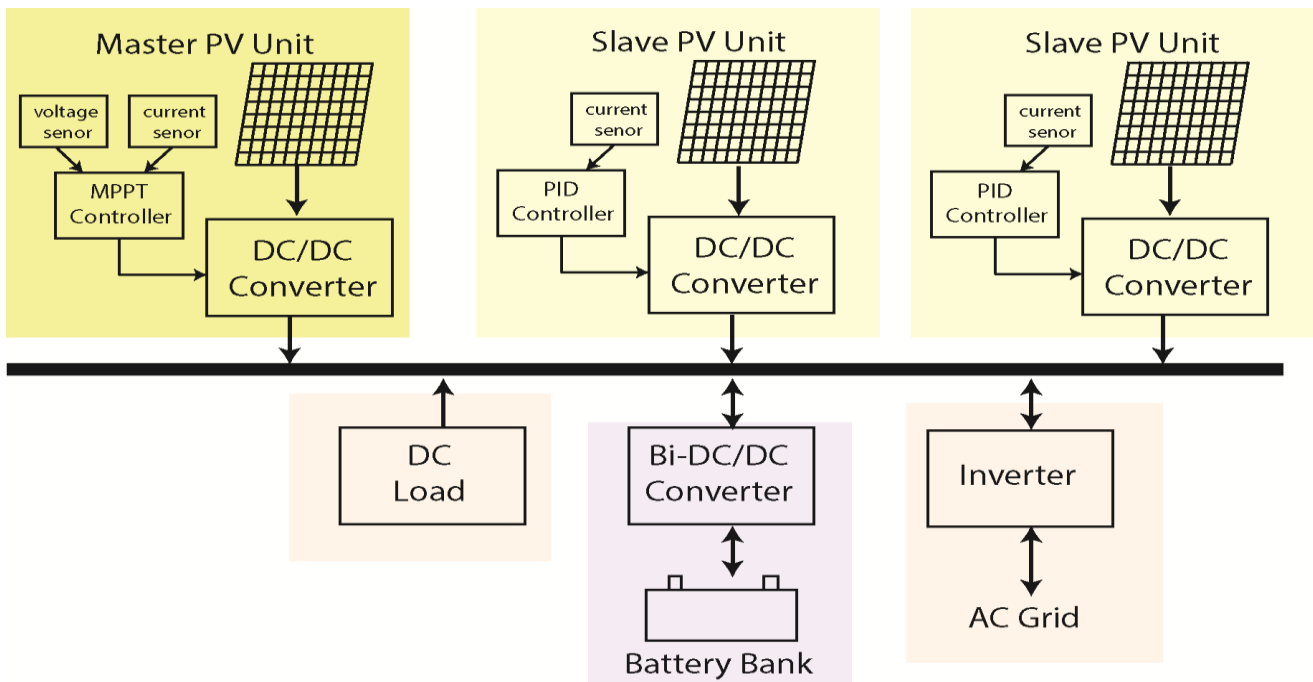 Master PV Unit
voltage
senor
current
senor
MPPT
Controller
DC/DC
Converter
Slave PV Unit
current
senor
PID
Controller
DC/DC
Converter
Slave PV Unit
current
senor
PID
Controller
DC/DC
Converter
DC
Load
Bi-DC/DC
Converter
Battery Bank
Inverter
AC Grid